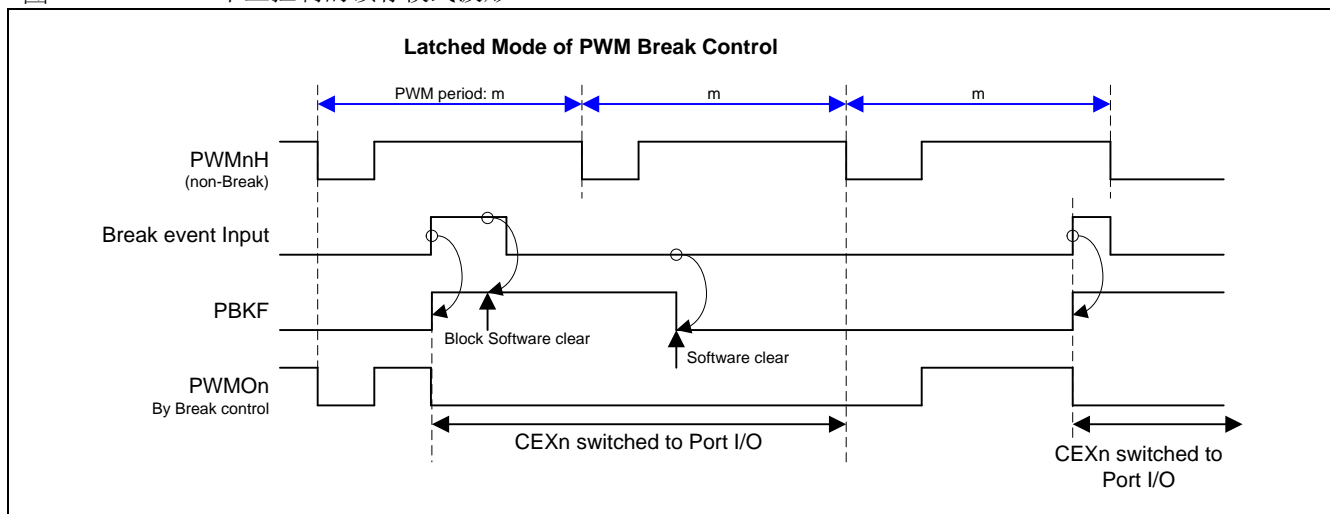 Latched Mode of PWM Break Control
PWM period: m
m
m
PWMnH
(non-Break)
Break event Input
PBKF
Block Software clear
Software clear
PWMOn
By Break control
CEXn switched to Port I/O
CEXn switched to
Port I/O